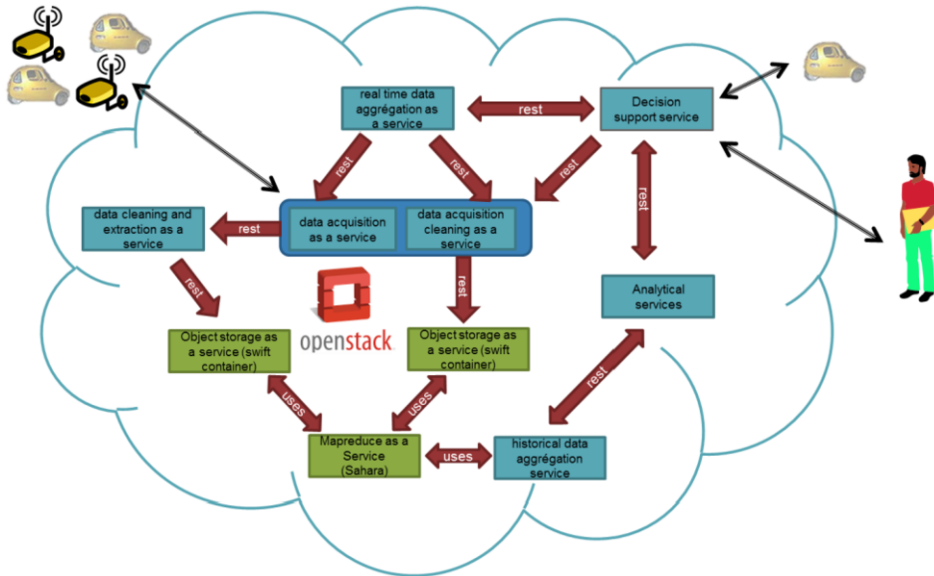 real time data
aggrégation as
a service
rest
Decision
support service
rest
rest
rest
rest
data cleaning and
extraction as a
service
rest
data acquisition
as a service
data acquisition
cleaning as a
service
rest
rest
openstack
Analytical
services
Object storage as
a service (swift
container)
Object storage as
a service (swift
container)
rest
uses
uses
Mapreduce as a
Service
(Sahara)
uses
historical data
aggrégation
service